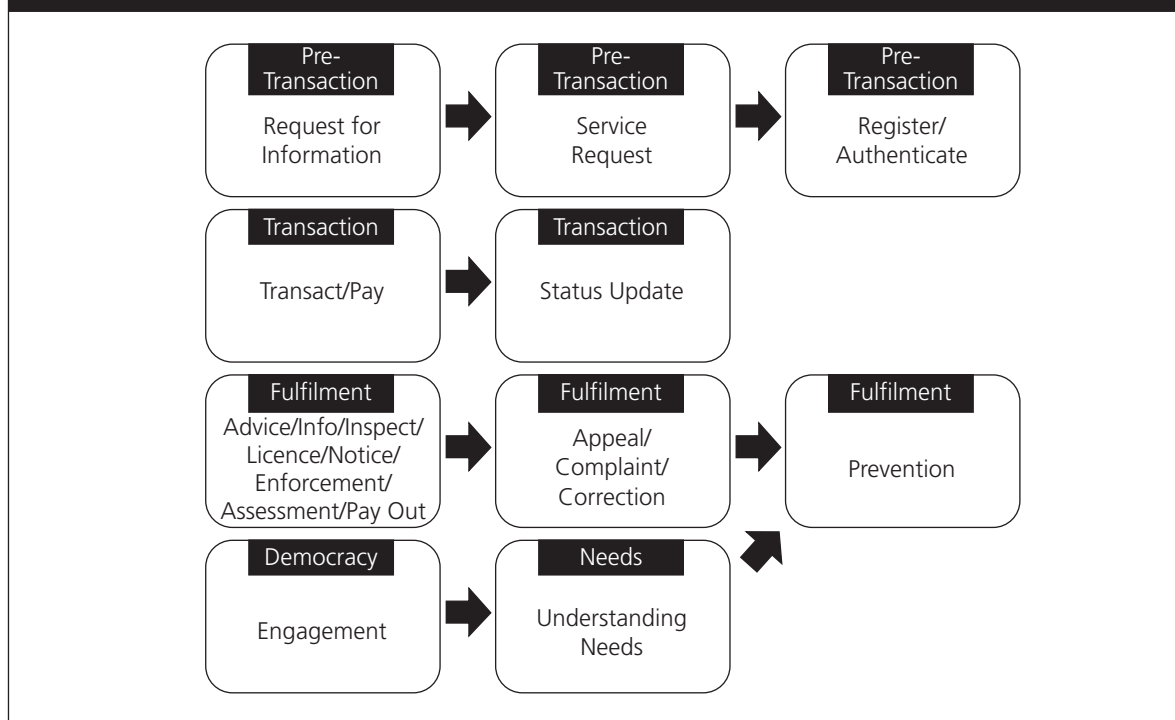 Pre-
Transaction
Request for
Information
Pre-
Transaction
Service
Request
Pre-
Transaction
Register/
Authenticate
Transaction
Transact/Pay
Transaction
Status Update
Fulfilment
Advice/Info/Inspect/
Licence/Notice/
Enforcement/
Assessment/Pay Out
Fulfilment
Appeal/
Complaint/
Correction
Fulfilment
Prevention
Democracy
Engagement
Needs
Understanding
Needs